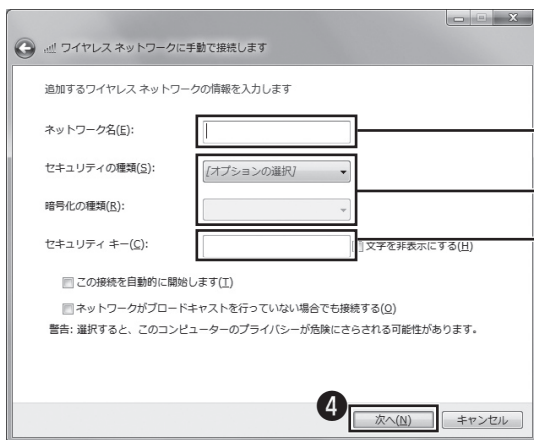 ワイヤレス ネットワークに手動で接続します
追加するワイヤレス ネットワークの情報を入力します
ネットワーク名(E):
セキュリティの種類(S): [オプションの選択]
暗号化の種類(R):
セキュリティ キー(C): 文字を非表示にする(H)
この接続を自動的に開始します(T)
ネットワークがブロードキャストを行っていない場合でも接続する(O)
警告: 選択すると、このコンピューターのプライバシーが危険にさらされる可能性があります。
4 次へ(N) キャンセル